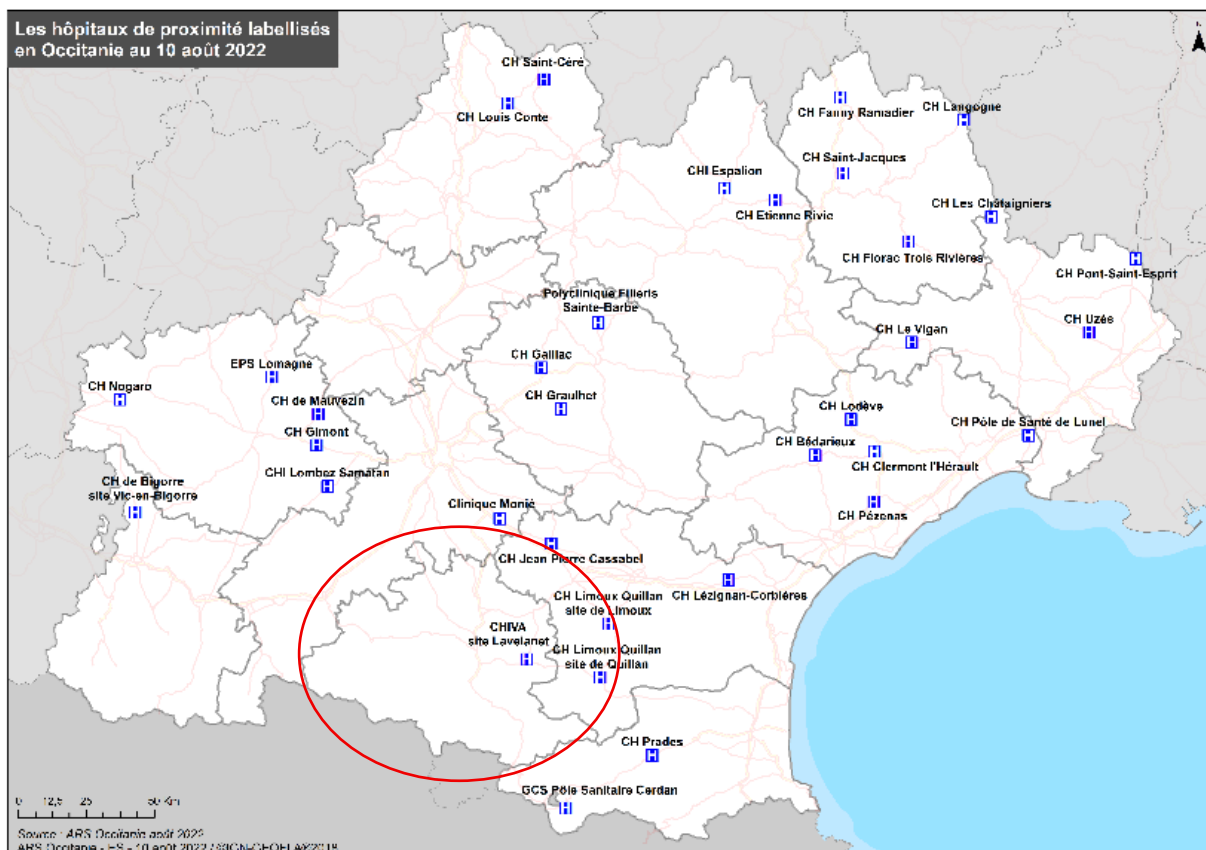 Les hôpitaux de proximité labellisés
en Occitanie au 10 août 2022
CH Saint-Céré
CH Louis Conte
CH Fanny Ramadier
CH Langogne
CH Saint-Jacques
CHI Espalion
CH Etienne Rivie
CH Les Châtaigniers
CH Florac Trois Rivières
CH Pont-Saint-Esprit
Polyclinique Filieris
Sainte-Barbe
CH Uzès
CH Le Vigan
CH Gaillac
EPS Lomagne
CH Nogaro
CH de Mauvezin
CH Graulhet
CH Lodève
CH Pôle de Santé de Lunel
CH Gimont
CH Bédarieux
CH Clermont l'Hérault
CHI Lombez Samatan
CH de Bigorre
site Vic-en-Bigorre
Clinique Monié
CH Pézenas
CH Jean Pierre Cassabel
CH Lézignan-Corbières
CH Limoux Quillan
site de Limoux
CHIVA
site Lavelanet
CH Limoux Quillan
site de Quillan
CH Prades
GCS Pôle Sanitaire Cerdan
0 12,5 25 50 Km
Source : ARS Occitanie août 2022
ARS Occitanie - ES - 10 août 2022 /